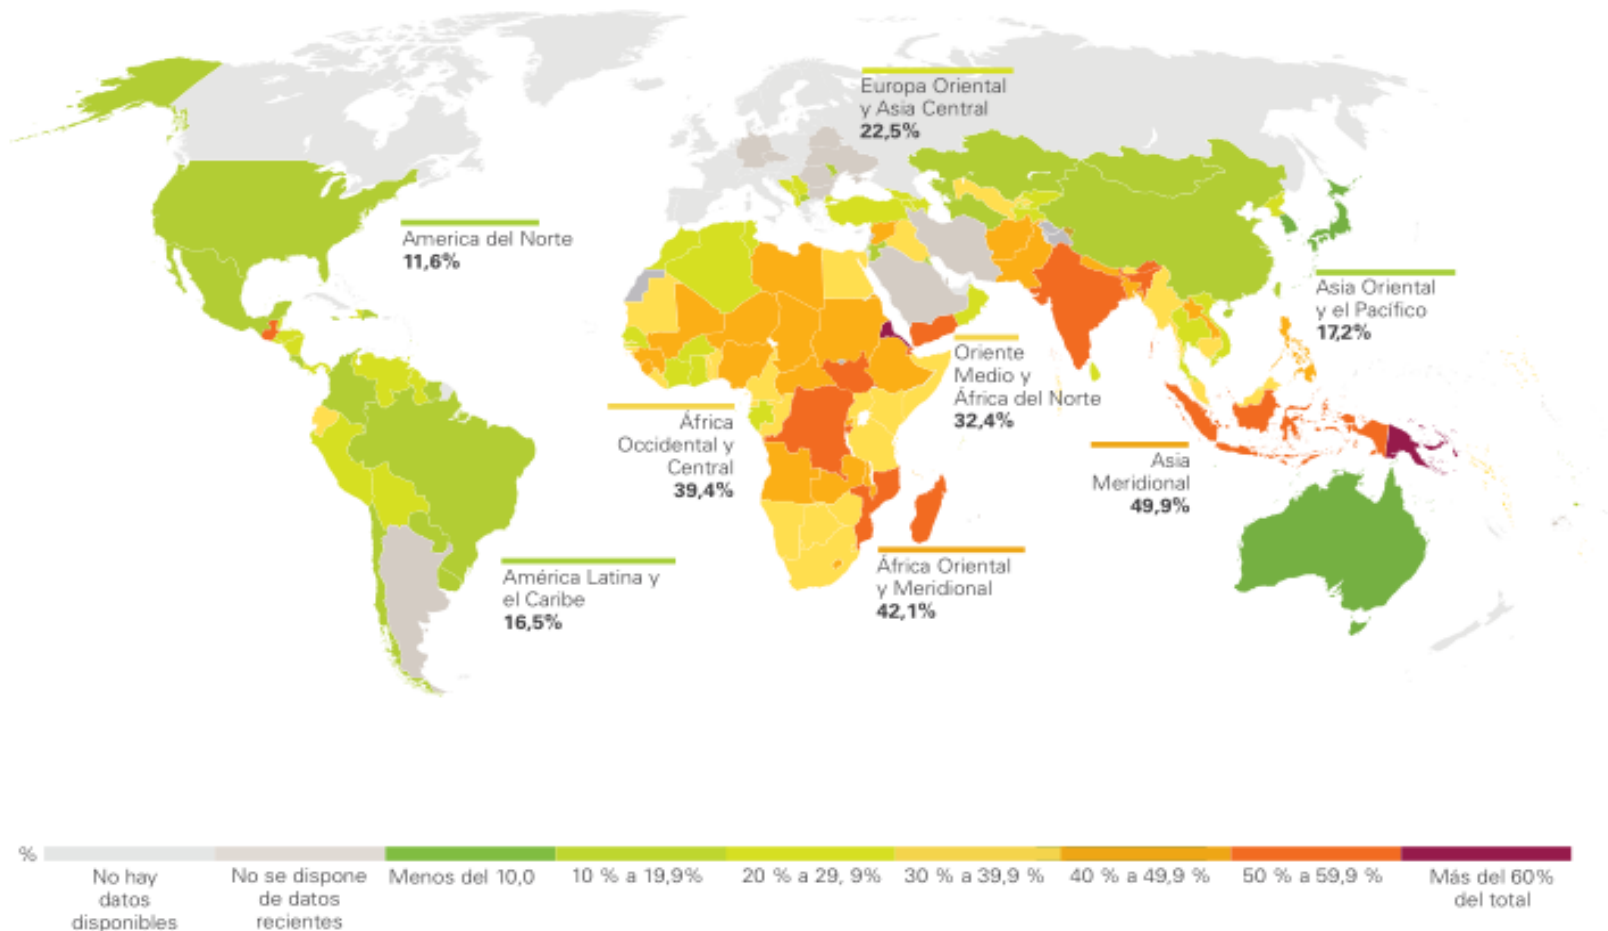 Europa Oriental
y Asia Central
22,5%
America del Norte
11,6%
Asia Oriental
y el Pacífico
17,2%
Oriente
Medio y
África del Norte
32,4%
África
Occidental y
Central
39,4%
Asia
Meridional
49,9%
América Latina y
el Caribe
16,5%
África Oriental
y Meridional
42,1%
%
No hay
datos
disponibles
No se dispone
de datos
recientes
Menos del 10,0
10 % a 19,9%
20 % a 29, 9%
30 % a 39,9 %
40 % a 49,9 %
50 % a 59,9 %
Más del 60%
del total